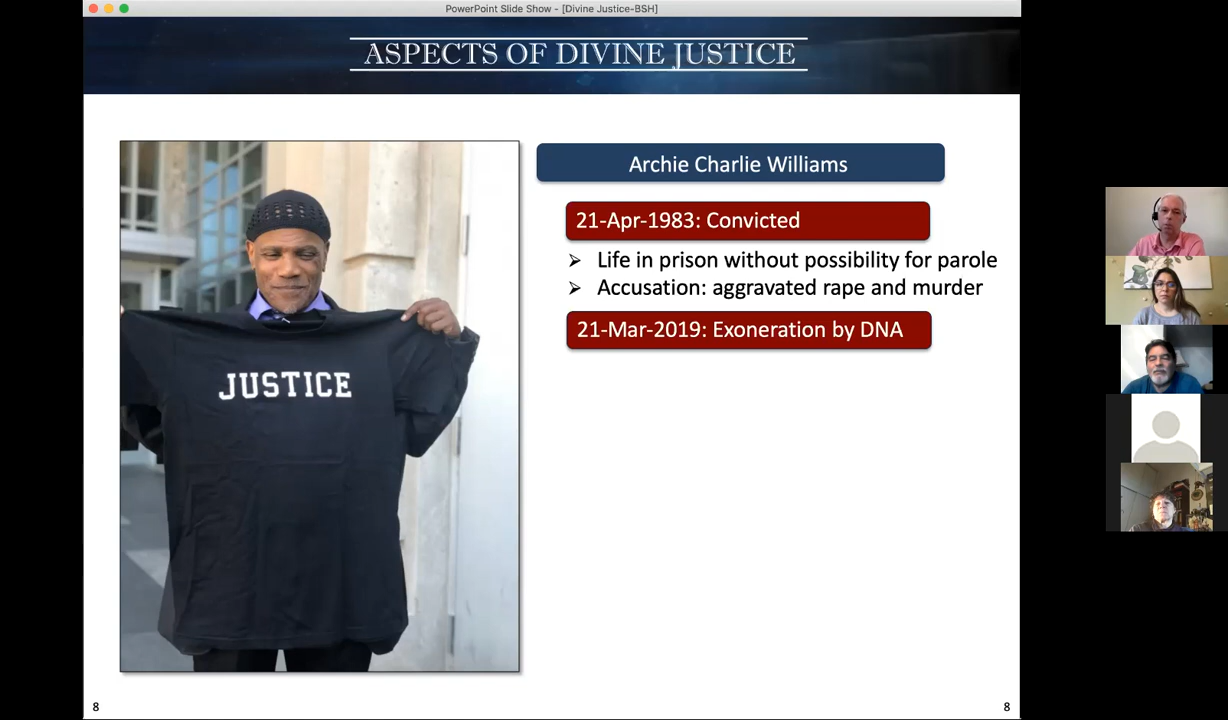 PowerPoint Slide Show - [Divine Justice-BSH]
ASPECTS OF DIVINE JUSTICE
Archie Charlie Williams
21-Apr-1983: Convicted
➢ Life in prison without possibility for parole
➢ Accusation: aggravated rape and murder
21-Mar-2019: Exoneration by DNA
JUSTICE
8
8